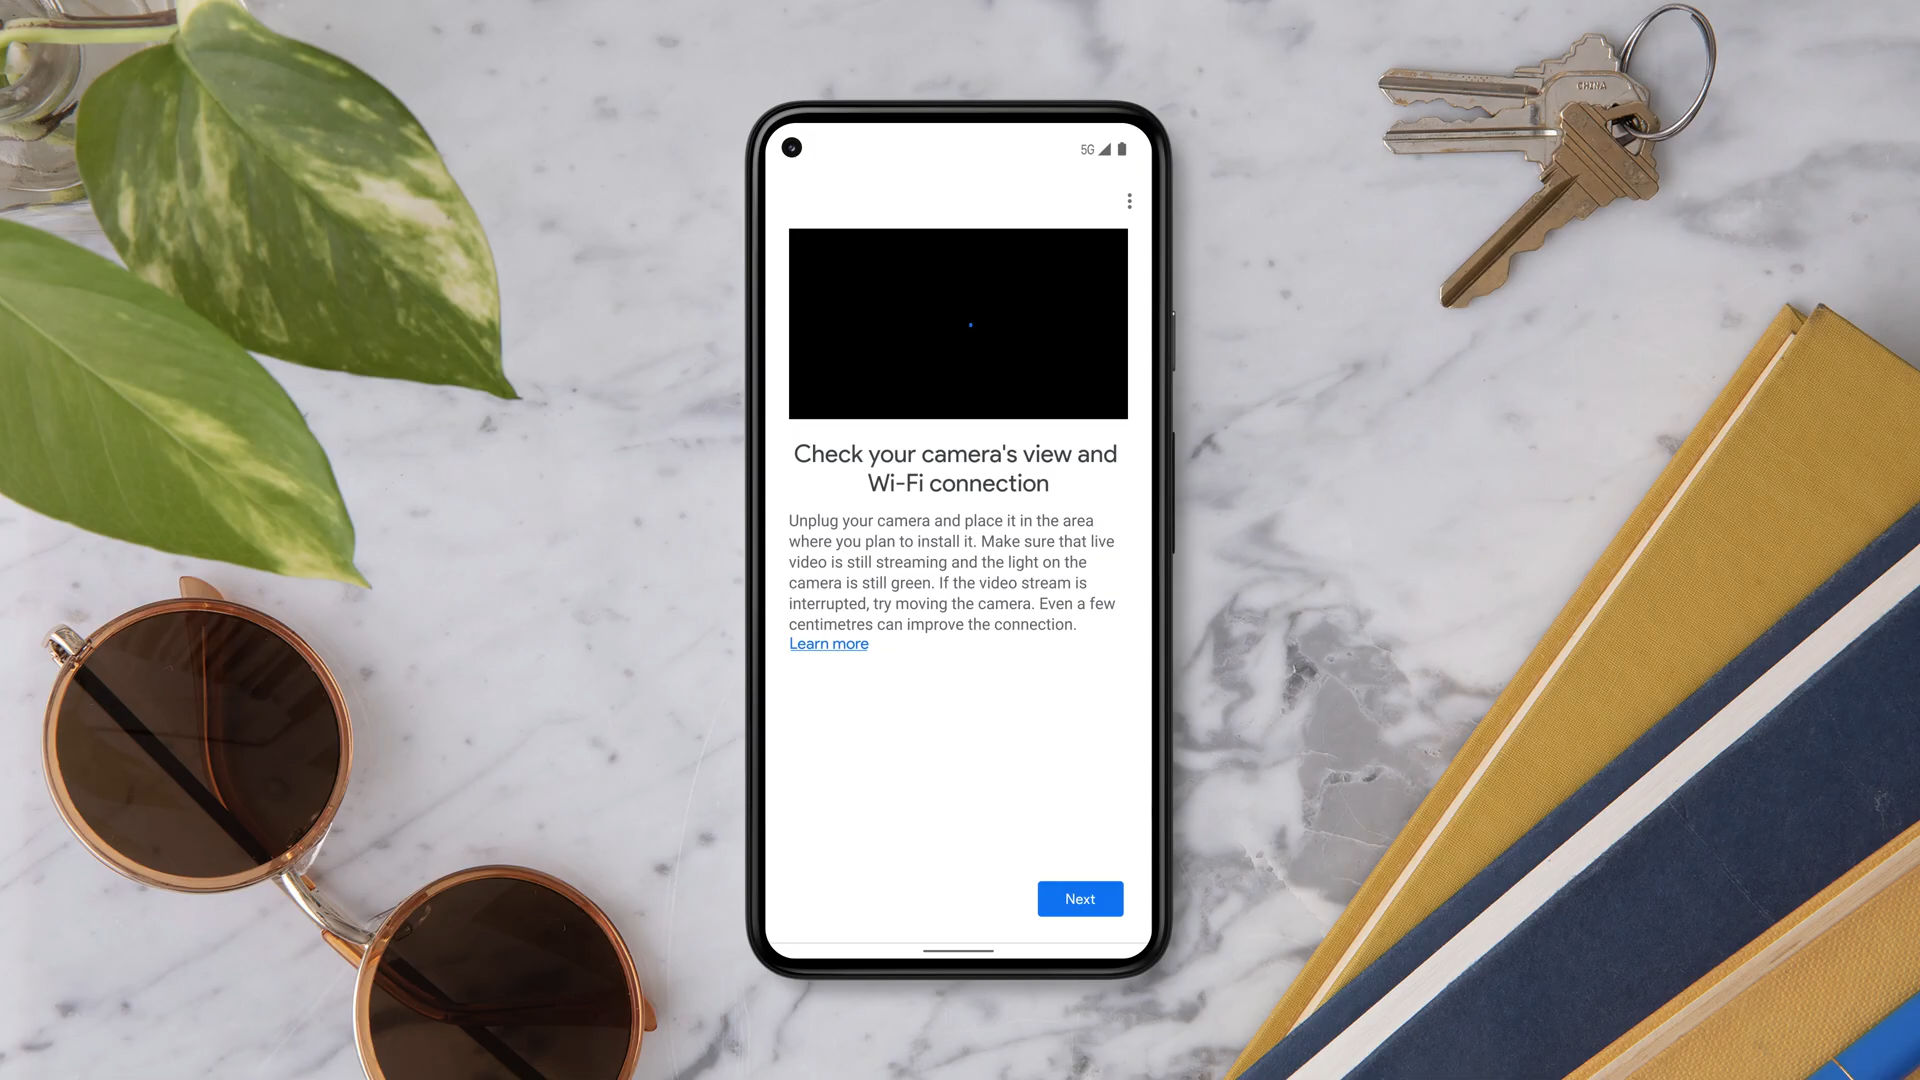 5G
CHINA
Check your camera's view and
Wi-Fi connection
Unplug your camera and place it in the area
where you plan to install it. Make sure that live
video is still streaming and the light on the
camera is still green. If the video stream is
interrupted, try moving the camera. Even a few
centimetres can improve the connection.
Learn more
Next